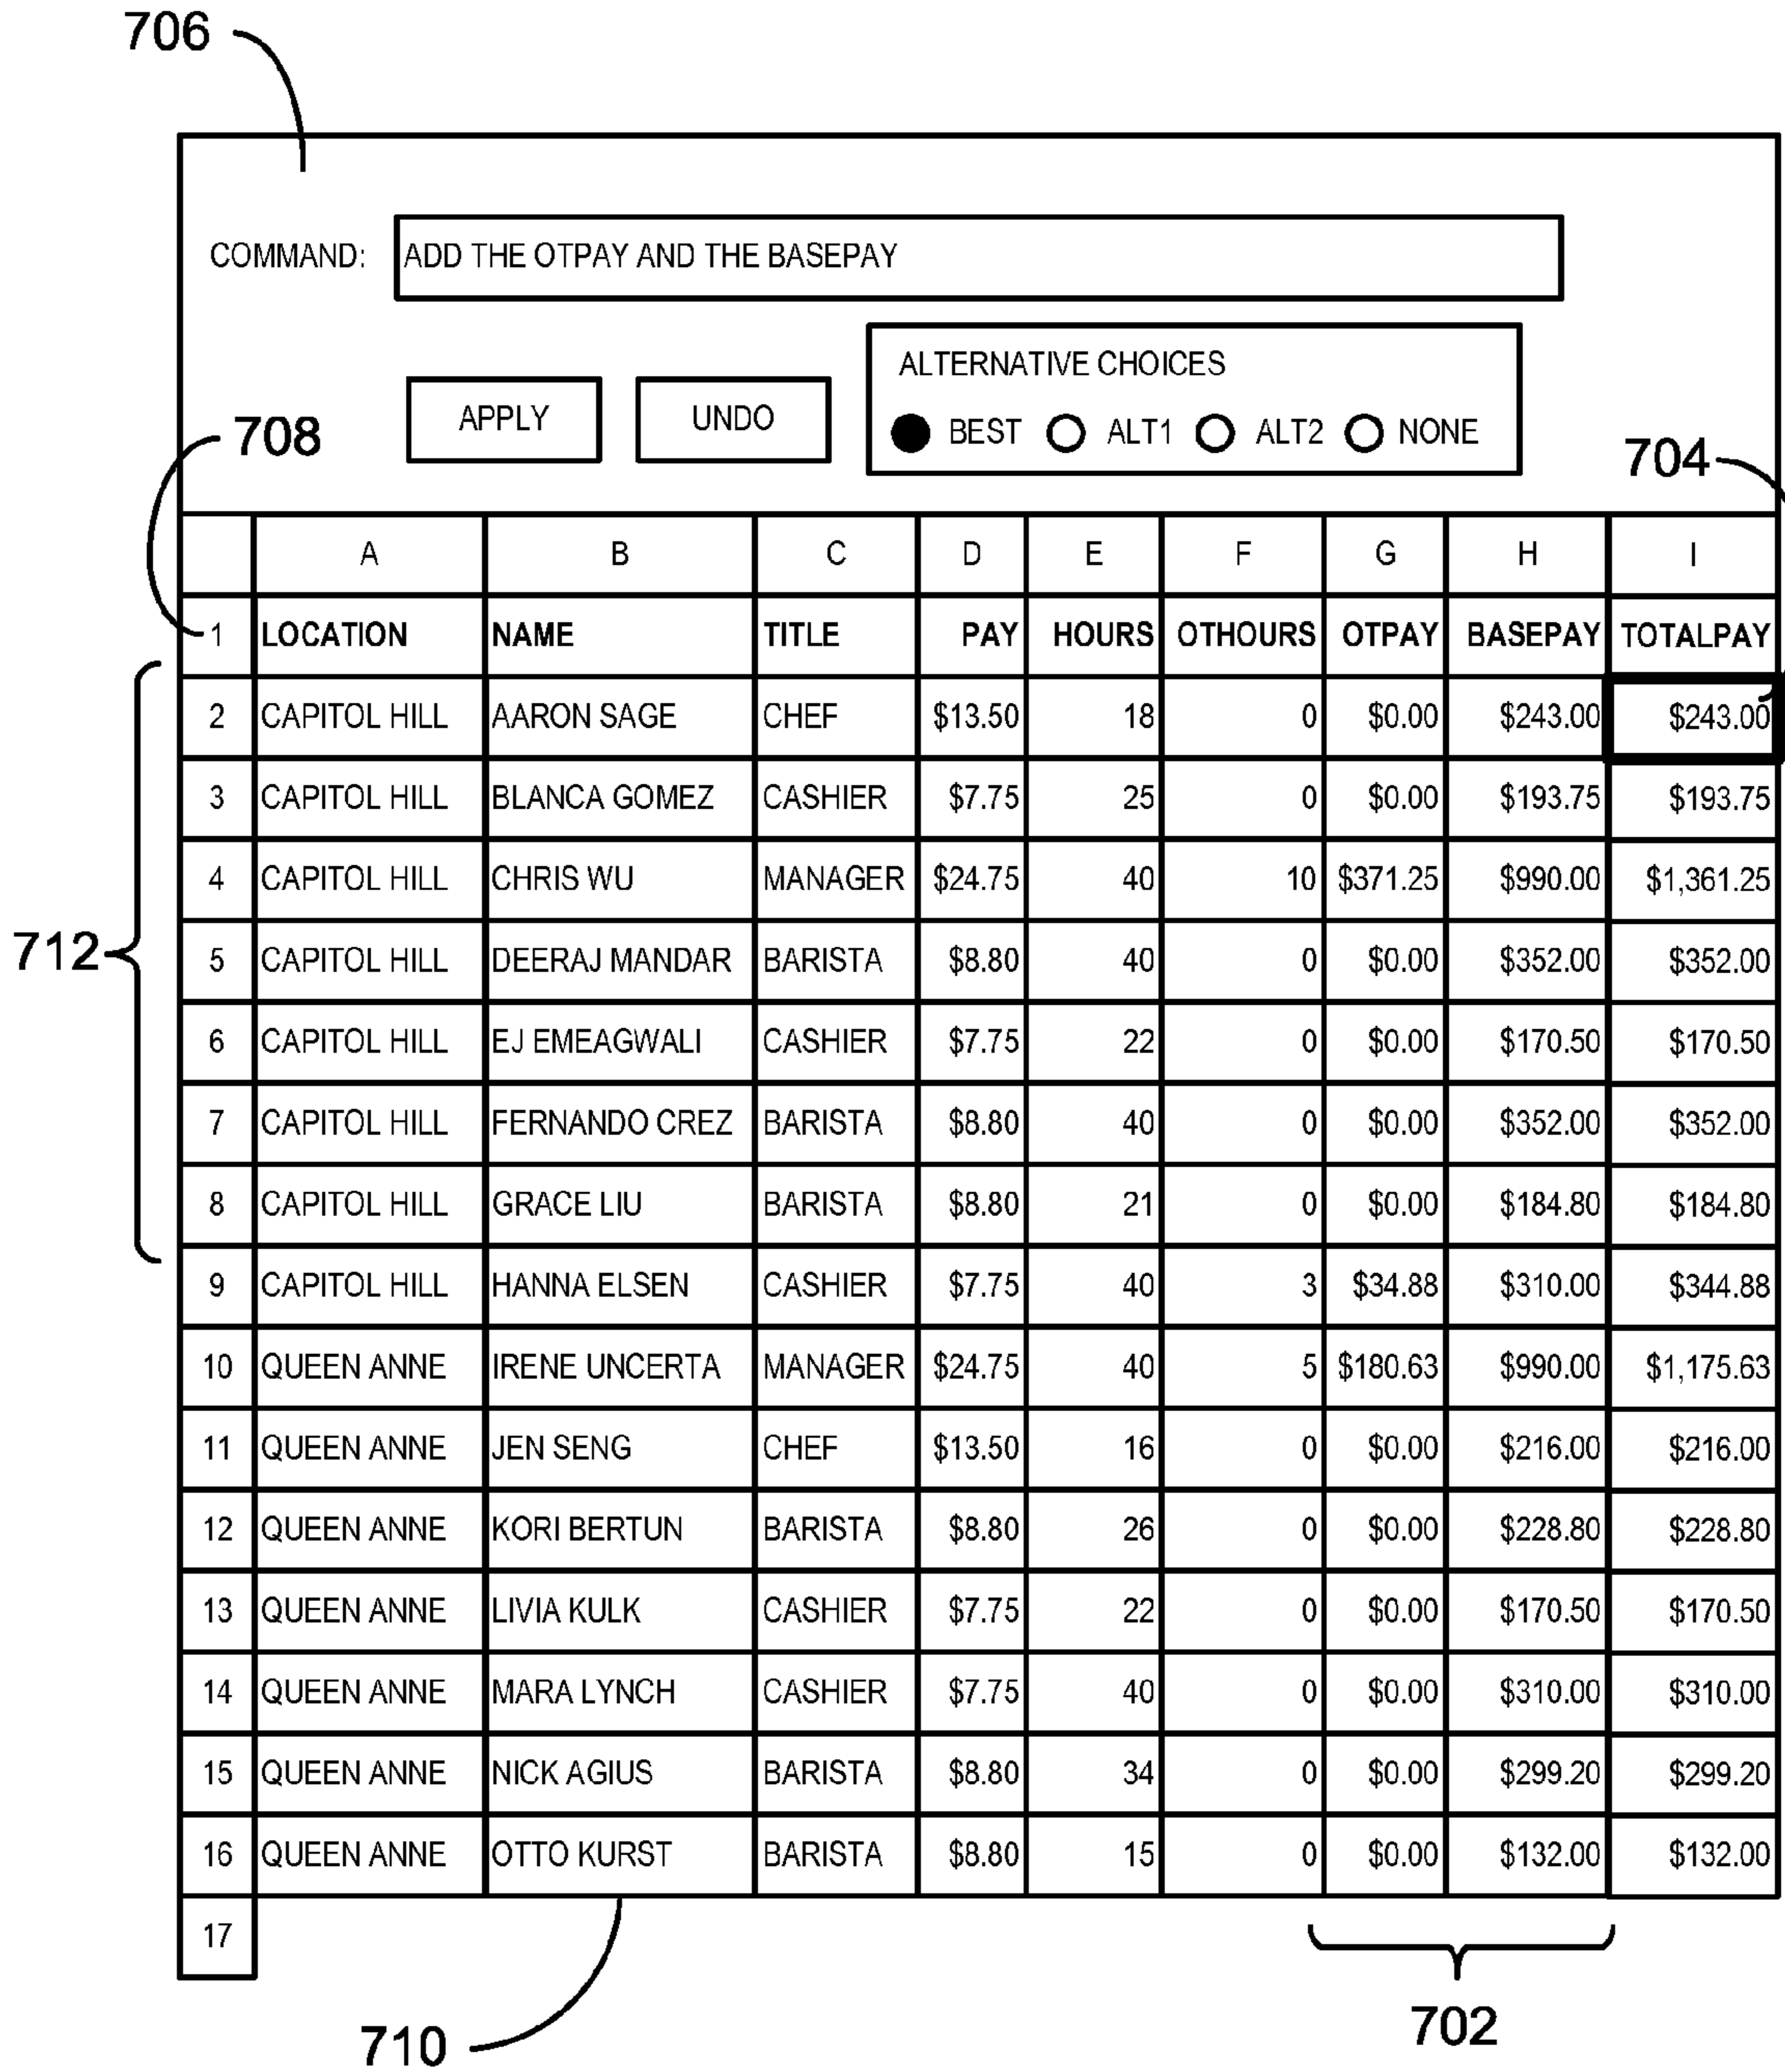 706
COMMAND: ADD THE OTPAY AND THE BASEPAY
ALTERNATIVE CHOICES
APPLY UNDO
BEST ALT1 ALT2 NONE
708
704
A B C D E F G H I
1 LOCATION NAME TITLE PAY HOURS OTHOURS OTPAY BASEPAY TOTALPAY
2 CAPITOL HILL AARON SAGE CHEF $13.50 18 0 $0.00 $243.00 $243.00
3 CAPITOL HILL BLANCA GOMEZ CASHIER $7.75 25 0 $0.00 $193.75 $193.75
4 CAPITOL HILL CHRIS WU MANAGER $24.75 40 10 $371.25 $990.00 $1,361.25
712
5 CAPITOL HILL DEERAJ MANDAR BARISTA $8.80 40 0 $0.00 $352.00 $352.00
6 CAPITOL HILL EJ EMEAGWALI CASHIER $7.75 22 0 $0.00 $170.50 $170.50
7 CAPITOL HILL FERNANDO CREZ BARISTA $8.80 40 0 $0.00 $352.00 $352.00
8 CAPITOL HILL GRACE LIU BARISTA $8.80 21 0 $0.00 $184.80 $184.80
9 CAPITOL HILL HANNA ELSEN CASHIER $7.75 40 3 $34.88 $310.00 $344.88
10 QUEEN ANNE IRENE UNCERTA MANAGER $24.75 40 5 $180.63 $990.00 $1,175.63
11 QUEEN ANNE JEN SENG CHEF $13.50 16 0 $0.00 $216.00 $216.00
12 QUEEN ANNE KORI BERTUN BARISTA $8.80 26 0 $0.00 $228.80 $228.80
13 QUEEN ANNE LIVIA KULK CASHIER $7.75 22 0 $0.00 $170.50 $170.50
14 QUEEN ANNE MARA LYNCH CASHIER $7.75 40 0 $0.00 $310.00 $310.00
15 QUEEN ANNE NICK AGIUS BARISTA $8.80 34 0 $0.00 $299.20 $299.20
16 QUEEN ANNE OTTO KURST BARISTA $8.80 15 0 $0.00 $132.00 $132.00
17
702
710